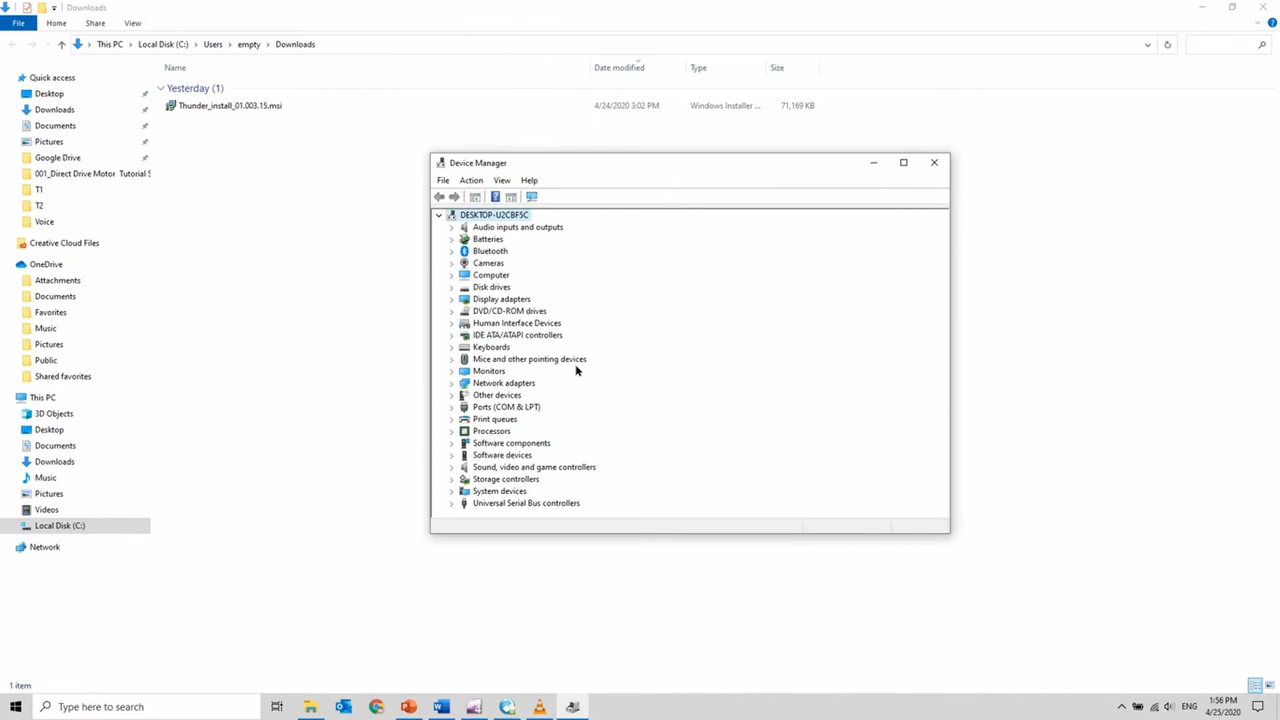 Downloads
File Home Share View
This PC Local Disk (C:) Users empty Downloads
Name Date modified Type Size
Yesterday (1)
Thunder_install_01.003.15.msi 4/24/2020 3:02 PM Windows Installer ... 71,169 KB
Quick access
Desktop
Downloads
Documents
Pictures
Google Drive
001_Direct Drive Motor Tutorial S
T1
T2
Voice
Creative Cloud Files
OneDrive
Attachments
Documents
Favorites
Music
Pictures
Public
Shared favorites
This PC
3D Objects
Desktop
Documents
Downloads
Music
Pictures
Videos
Local Disk (C:)
Network
Device Manager
File Action View Help
DESKTOP-U2CBF5C
Audio inputs and outputs
Batteries
Bluetooth
Cameras
Computer
Disk drives
Display adapters
DVD/CD-ROM drives
Human Interface Devices
IDE ATA/ATAPI controllers
Keyboards
Mice and other pointing devices
Monitors
Network adapters
Other devices
Ports (COM & LPT)
Print queues
Processors
Software components
Software devices
Sound, video and game controllers
Storage controllers
System devices
Universal Serial Bus controllers
1 item
Type here to search
ENG
1:56 PM
4/25/2020